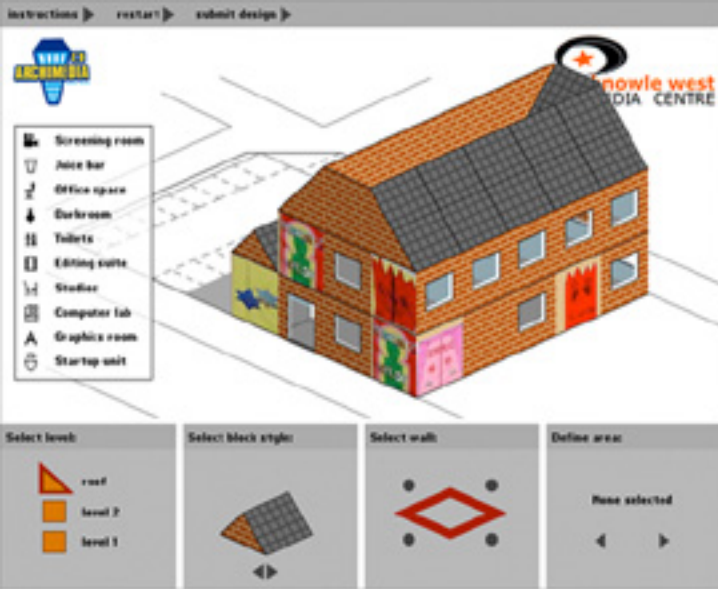 instructions
restart
submit design
ARCHIMEDIA
nowle west
DIA CENTRE
Screening room
Juice bar
Office space
Darkroom
Toilets
Editing suite
Studios
Computer lab
Graphics room
Startup unit
Select level:
roof
level 2
level 1
Select block style:
Select wall:
Define area:
None selected